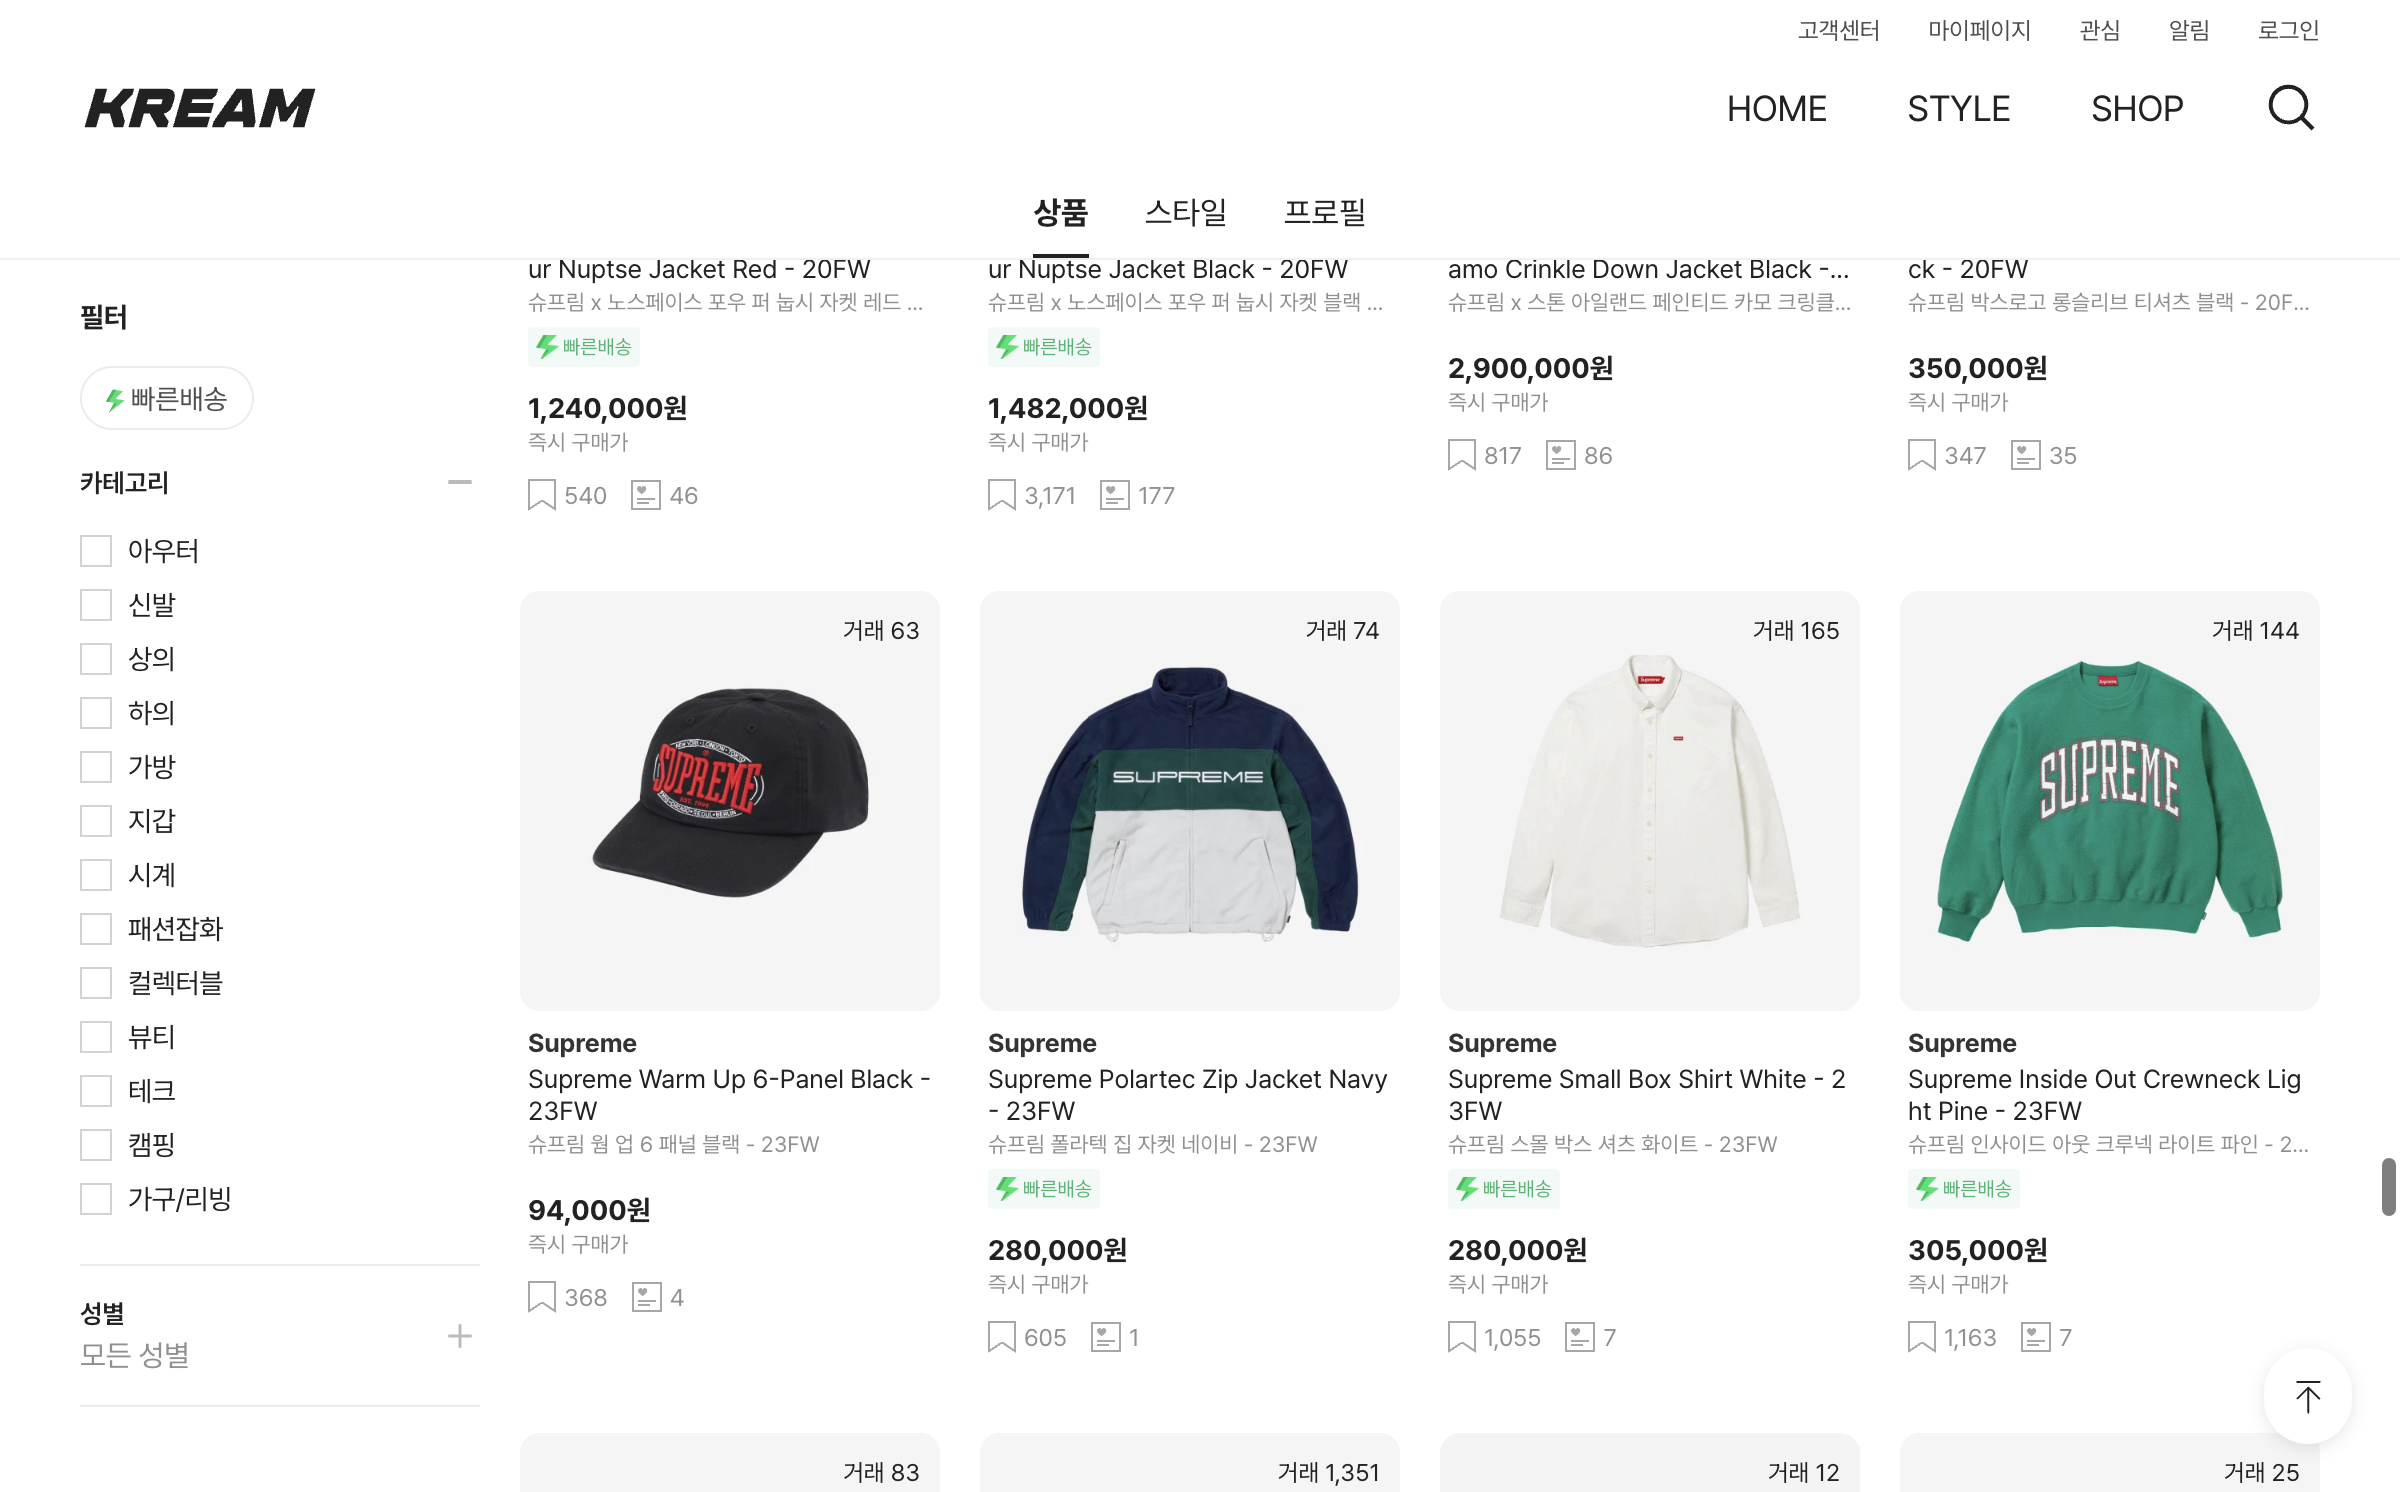 고객센터 마이페이지 관심 알림 로그인
KREAM
HOME STYLE SHOP
상품 스타일 프로필
필터
빠른배송
카테고리
아우터
신발
상의
하의
가방
지갑
시계
패션잡화
컬렉터블
뷰티
테크
캠핑
가구/리빙
성별
모든 성별
ur Nuptse Jacket Red - 20FW
슈프림 x 노스페이스 포우 퍼 눕시 자켓 레드 ...
빠른배송
1,240,000원
즉시 구매가
540 46
ur Nuptse Jacket Black - 20FW
슈프림 x 노스페이스 포우 퍼 눕시 자켓 블랙 ...
빠른배송
1,482,000원
즉시 구매가
3,171 177
amo Crinkle Down Jacket Black -...
슈프림 x 스톤 아일랜드 페인티드 카모 크링클...
2,900,000원
즉시 구매가
817 86
ck - 20FW
슈프림 박스로고 롱슬리브 티셔츠 블랙 - 20F...
350,000원
즉시 구매가
347 35
거래 63
NEW YORK • LONDON • TOKYO
SUPREME
EST. 1994
PARIS • CHICAGO • SEOUL • BERLIN
Supreme
Supreme Warm Up 6-Panel Black -
23FW
슈프림 웜 업 6 패널 블랙 - 23FW
94,000원
즉시 구매가
368 4
거래 74
SUPREME
Supreme
Supreme Polartec Zip Jacket Navy
- 23FW
슈프림 폴라텍 집 자켓 네이비 - 23FW
빠른배송
280,000원
즉시 구매가
605 1
거래 165
Supreme
Supreme
Supreme Small Box Shirt White - 2
3FW
슈프림 스몰 박스 셔츠 화이트 - 23FW
빠른배송
280,000원
즉시 구매가
1,055 7
거래 144
Supreme
SUPREME
Supreme
Supreme Inside Out Crewneck Lig
ht Pine - 23FW
슈프림 인사이드 아웃 크루넥 라이트 파인 - 2...
빠른배송
305,000원
즉시 구매가
1,163 7
거래 83
거래 1,351
거래 12
거래 25